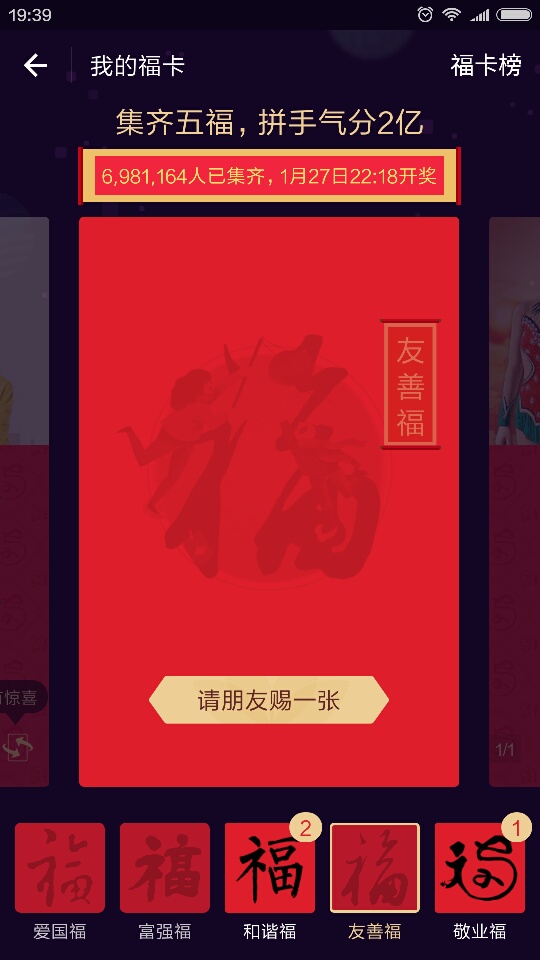 19:39
我的福卡
福卡榜
集齐五福，拼手气分2亿
6,981,164人已集齐，1月27日22:18开奖
友善福
福
请朋友赐一张
惊喜
1/1
2
1
福
福
福
福
福
爱国福
富强福
和谐福
友善福
敬业福